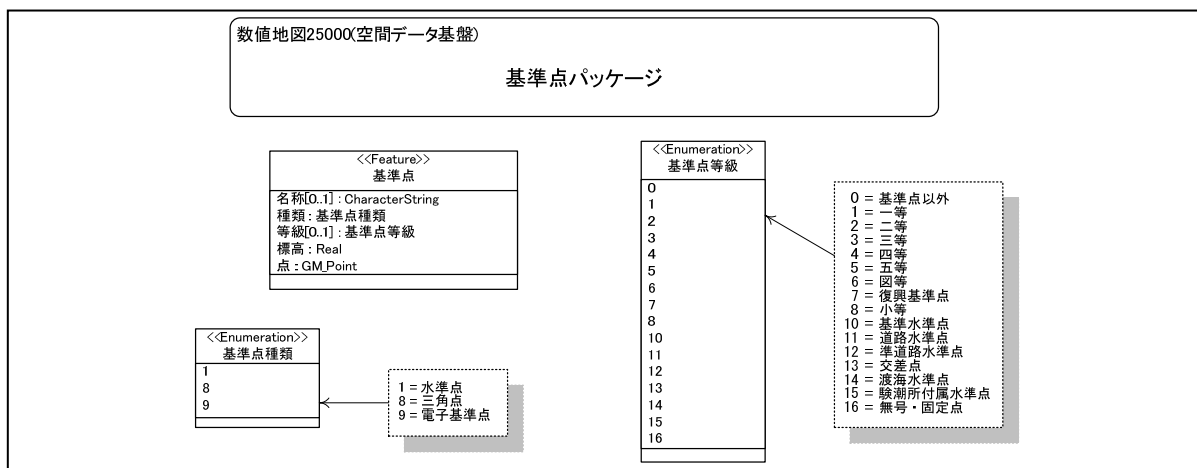 数値地図25000(空間データ基盤)
基準点パッケージ
<<Feature>>
基準点
名称[0..1] : CharacterString
種類 : 基準点種類
等級[0..1] : 基準点等級
標高 : Real
点 : GM_Point
<<Enumeration>>
基準点種類
1
8
9
1 = 水準点
8 = 三角点
9 = 電子基準点
<<Enumeration>>
基準点等級
0
1
2
3
4
5
6
7
8
10
11
12
13
14
15
16
0 = 基準点以外
1 = 一等
2 = 二等
3 = 三等
4 = 四等
5 = 五等
6 = 図等
7 = 復興基準点
8 = 小等
10 = 基準水準点
11 = 道路水準点
12 = 準道路水準点
13 = 交差点
14 = 渡海水準点
15 = 験潮所付属水準点
16 = 無号・固定点